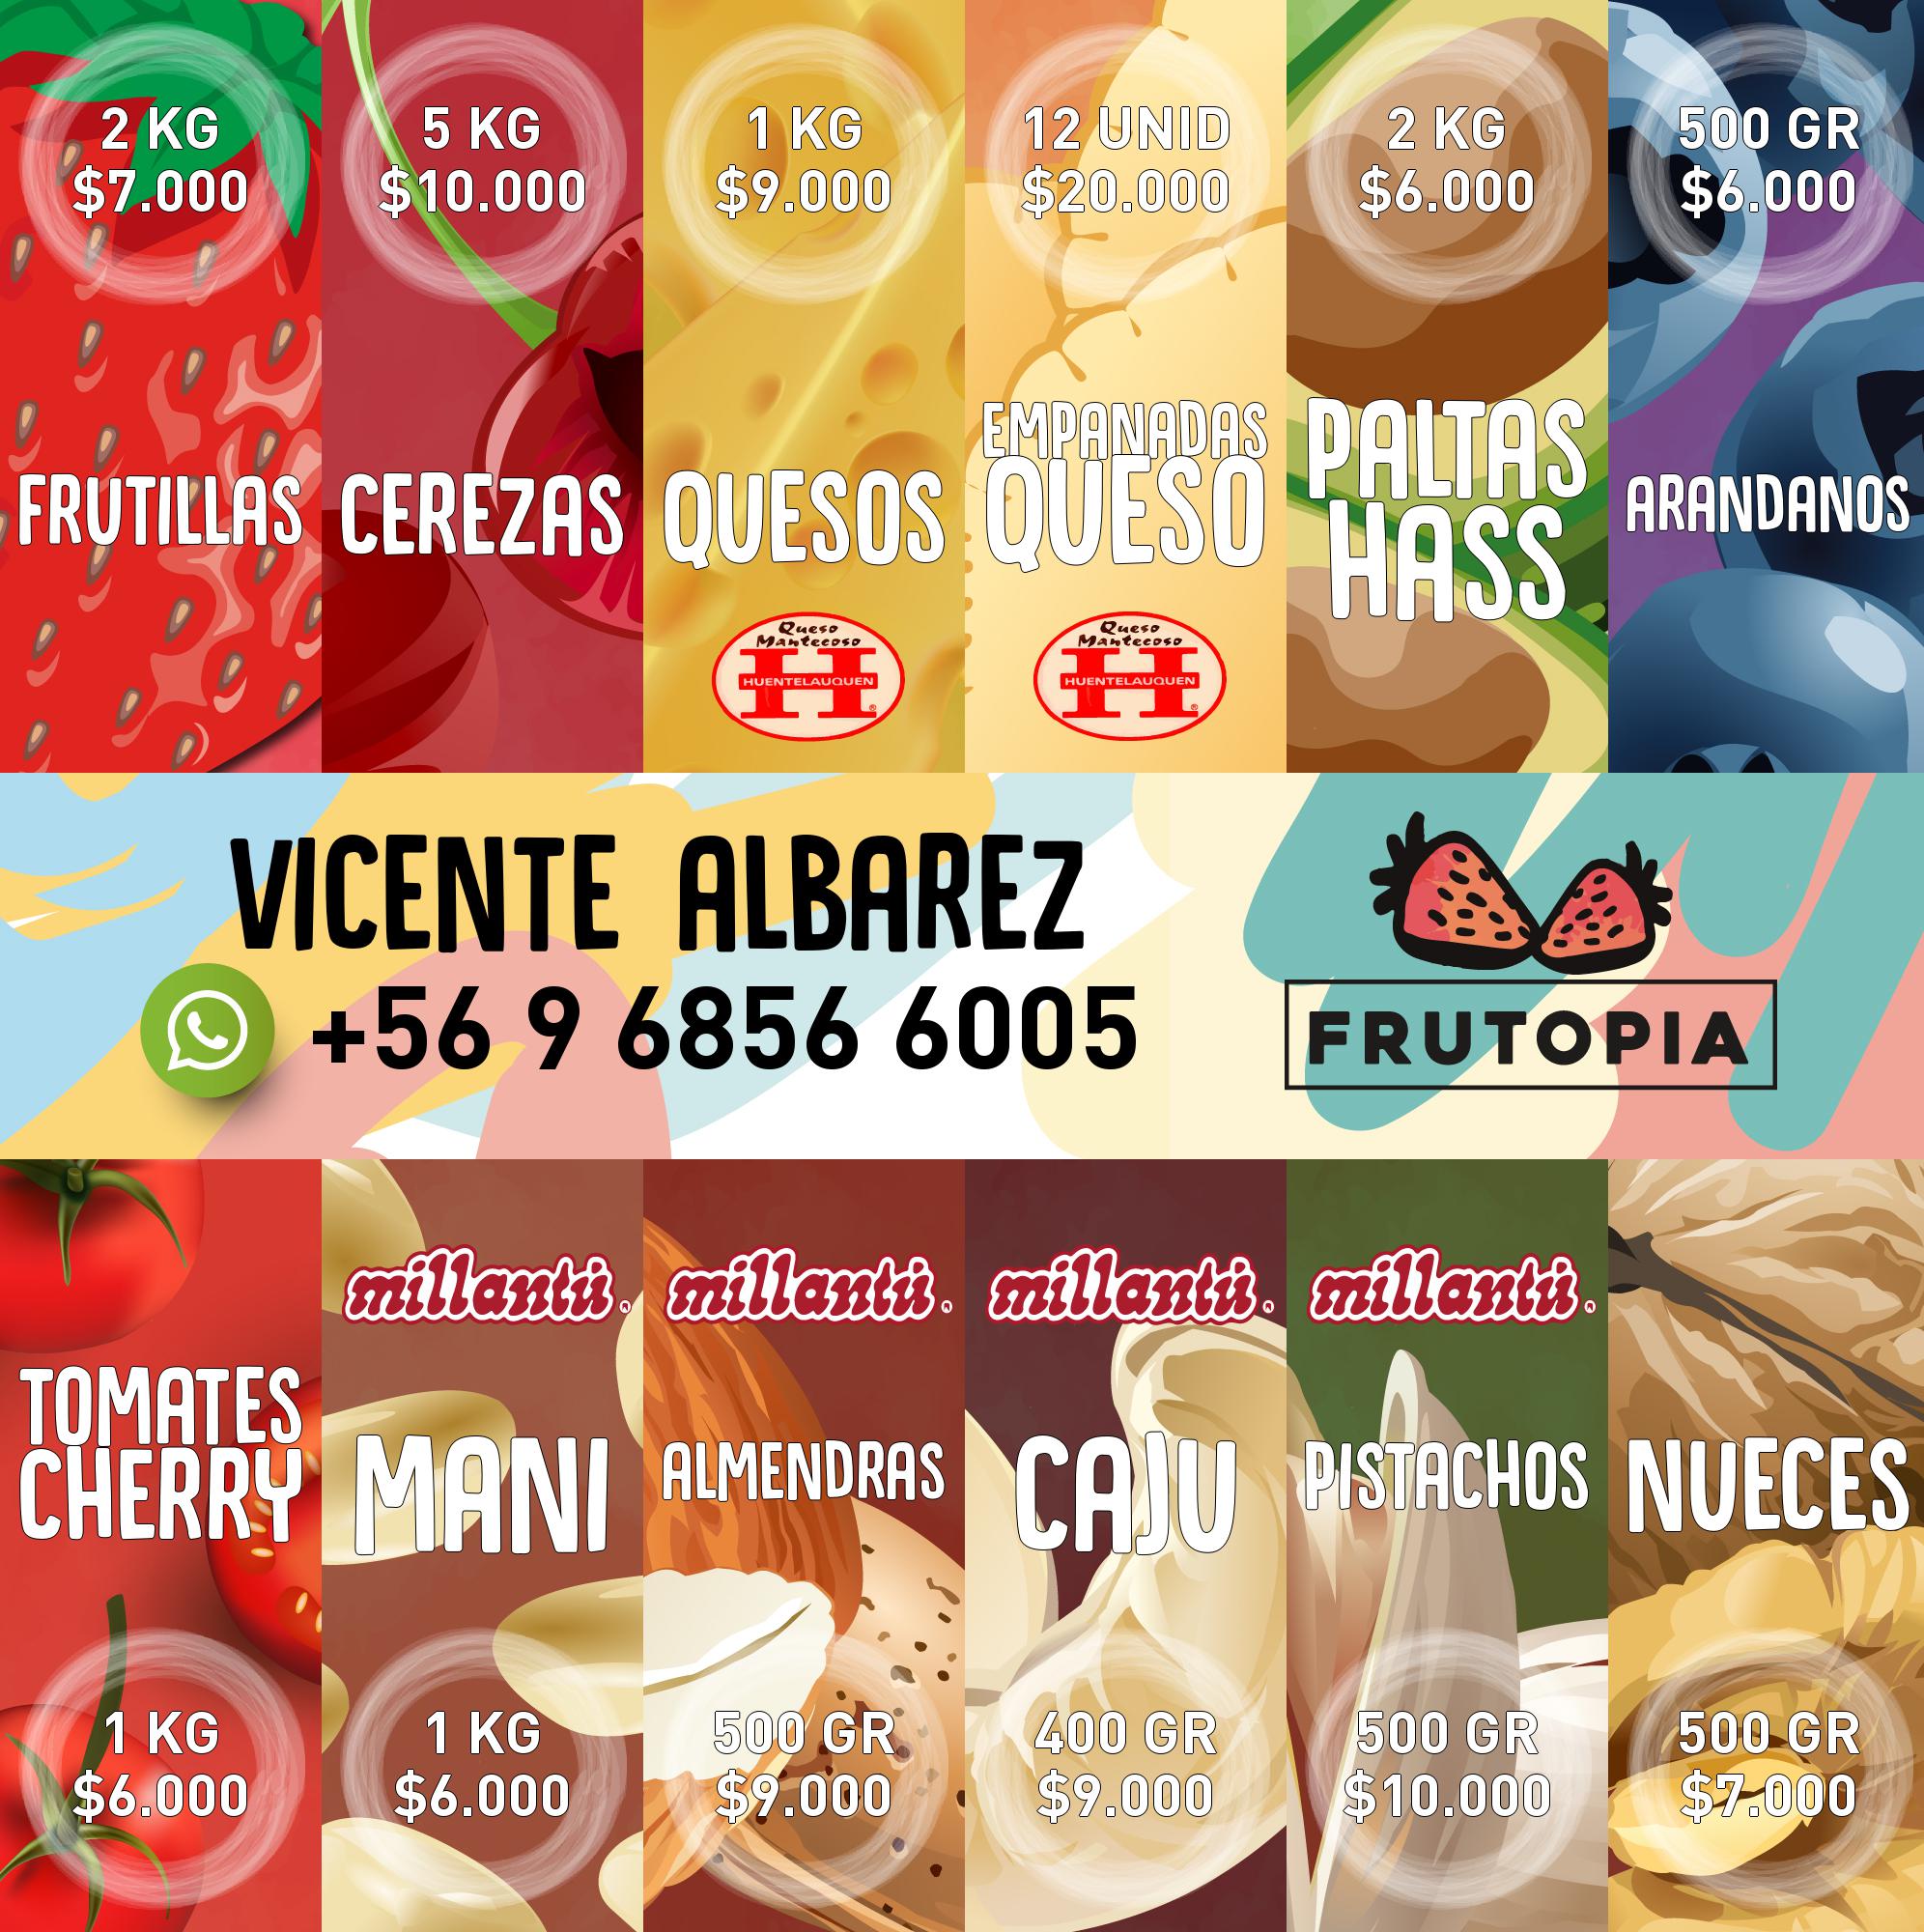 2 KG
$7.000
FRUTILLAS
5 KG
$10.000
CEREZAS
1 KG
$9.000
QUESOS
Queso
Mantecoso
H
HUENTELAUQUEN
®
12 UNID
$20.000
EMPANADAS
QUESO
Queso
Mantecoso
H
HUENTELAUQUEN
®
2 KG
$6.000
PALTAS
HASS
500 GR
$6.000
ARANDANOS
VICENTE ALBAREZ
+56 9 6856 6005
FRUTOPIA
TOMATES
CHERRY
1 KG
$6.000
millantú ®
MANI
1 KG
$6.000
millantú ®
ALMENDRAS
500 GR
$9.000
millantú ®
CAJU
400 GR
$9.000
millantú ®
PISTACHOS
500 GR
$10.000
NUECES
500 GR
$7.000